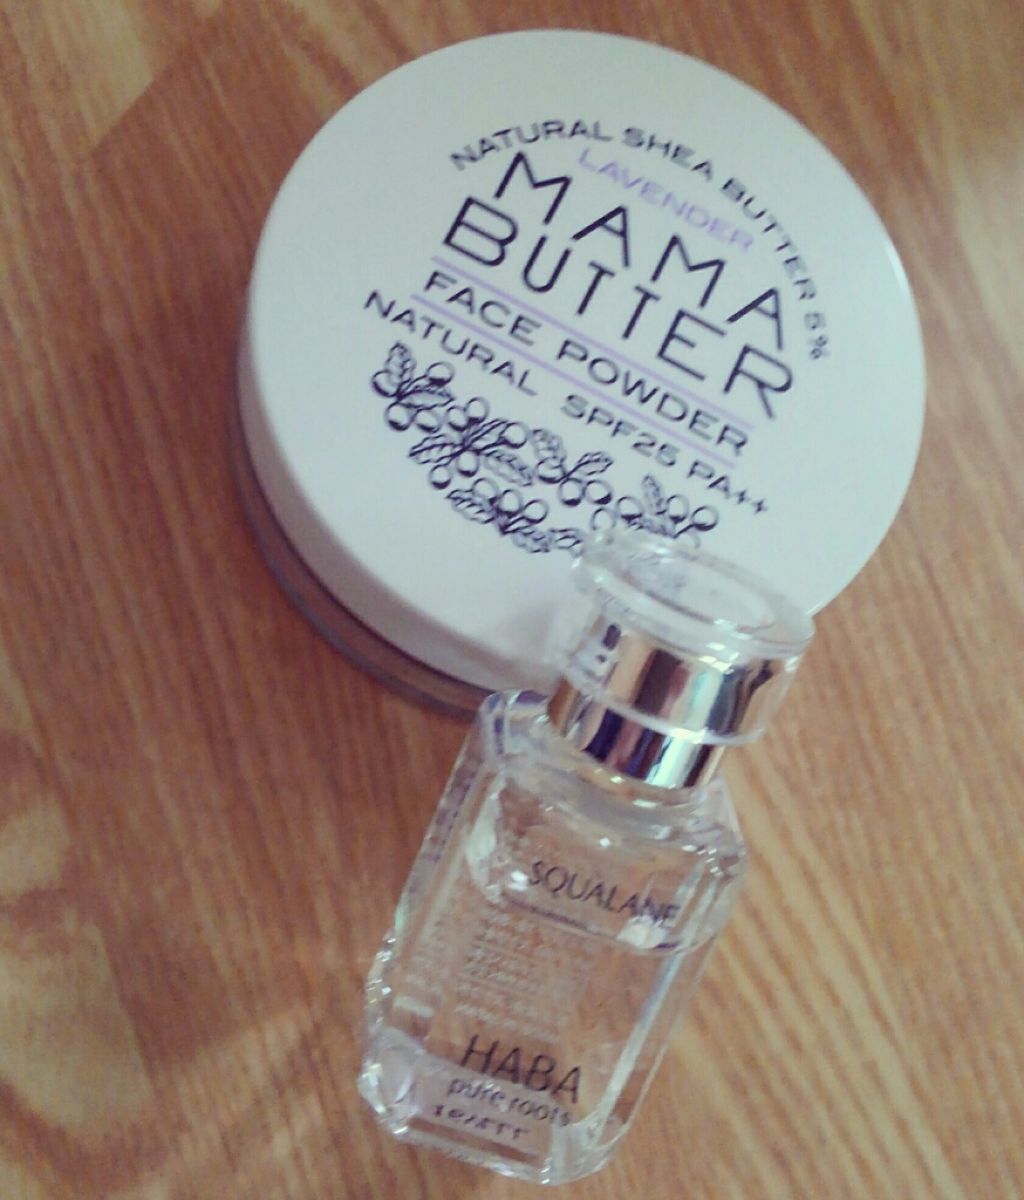 NATURAL SHEA BUTTER 5%
LAVENDER
MAMA
BUTTER
FACE POWDER
NATURAL SPF25 PA++
SQUALANE
HABA
pure roots